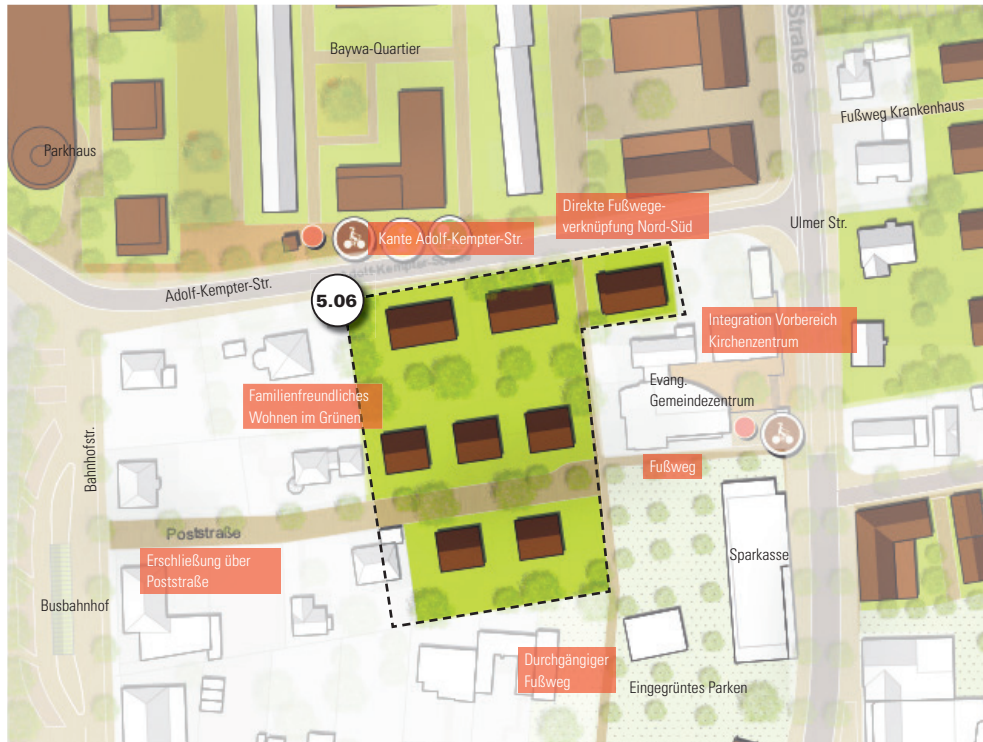 Baywa-Quartier
Straße
Fußweg Krankenhaus
Parkhaus
Direkte Fußwege-
verknüpfung Nord-Süd
Ulmer Str.
Kante Adolf-Kempter-Str.
Adolf-Kempter-Str.
5.06
Integration Vorbereich
Kirchenzentrum
Familienfreundliches
Wohnen im Grünen
Evang.
Gemeindezentrum
Bahnhofstr.
Fußweg
Poststraße
Sparkasse
Erschließung über
Poststraße
Busbahnhof
Durchgängiger
Fußweg
Eingegrüntes Parken